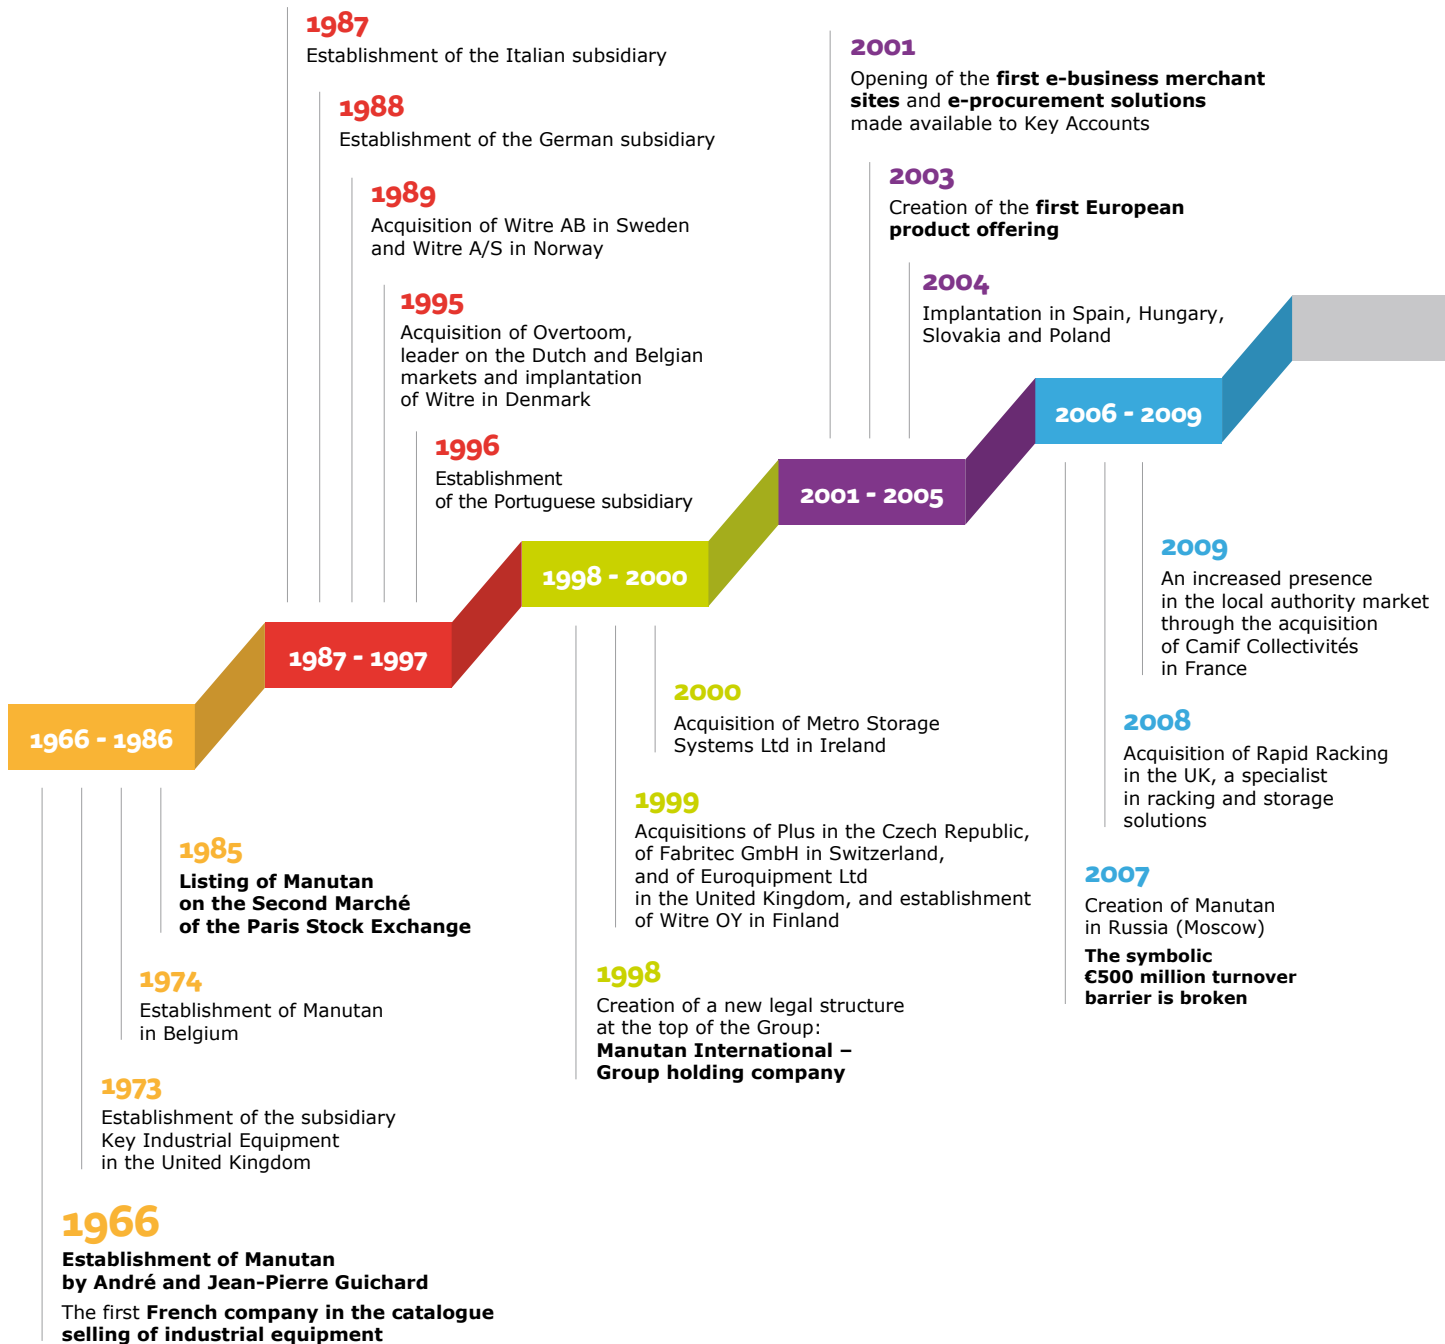 1987
Establishment of the Italian subsidiary
1988
Establishment of the German subsidiary
1989
Acquisition of Witre AB in Sweden
and Witre A/S in Norway
1995
Acquisition of Overtoom,
leader on the Dutch and Belgian
markets and implantation
of Witre in Denmark
1996
Establishment
of the Portuguese subsidiary
2001
Opening of the first e-business merchant
sites and e-procurement solutions
made available to Key Accounts
2003
Creation of the first European
product offering
2004
Implantation in Spain, Hungary,
Slovakia and Poland
2006 - 2009
2001 - 2005
1998 - 2000
1987 - 1997
1966 - 1986
2009
An increased presence
in the local authority market
through the acquisition
of Camif Collectivités
in France
2008
Acquisition of Rapid Racking
in the UK, a specialist
in racking and storage
solutions
2007
Creation of Manutan
in Russia (Moscow)
The symbolic
€500 million turnover
barrier is broken
2000
Acquisition of Metro Storage
Systems Ltd in Ireland
1999
Acquisitions of Plus in the Czech Republic,
of Fabritec GmbH in Switzerland,
and of Euroquipment Ltd
in the United Kingdom, and establishment
of Witre OY in Finland
1998
Creation of a new legal structure
at the top of the Group:
Manutan International –
Group holding company
1985
Listing of Manutan
on the Second Marché
of the Paris Stock Exchange
1974
Establishment of Manutan
in Belgium
1973
Establishment of the subsidiary
Key Industrial Equipment
in the United Kingdom
1966
Establishment of Manutan
by André and Jean-Pierre Guichard
The first French company in the catalogue
selling of industrial equipment